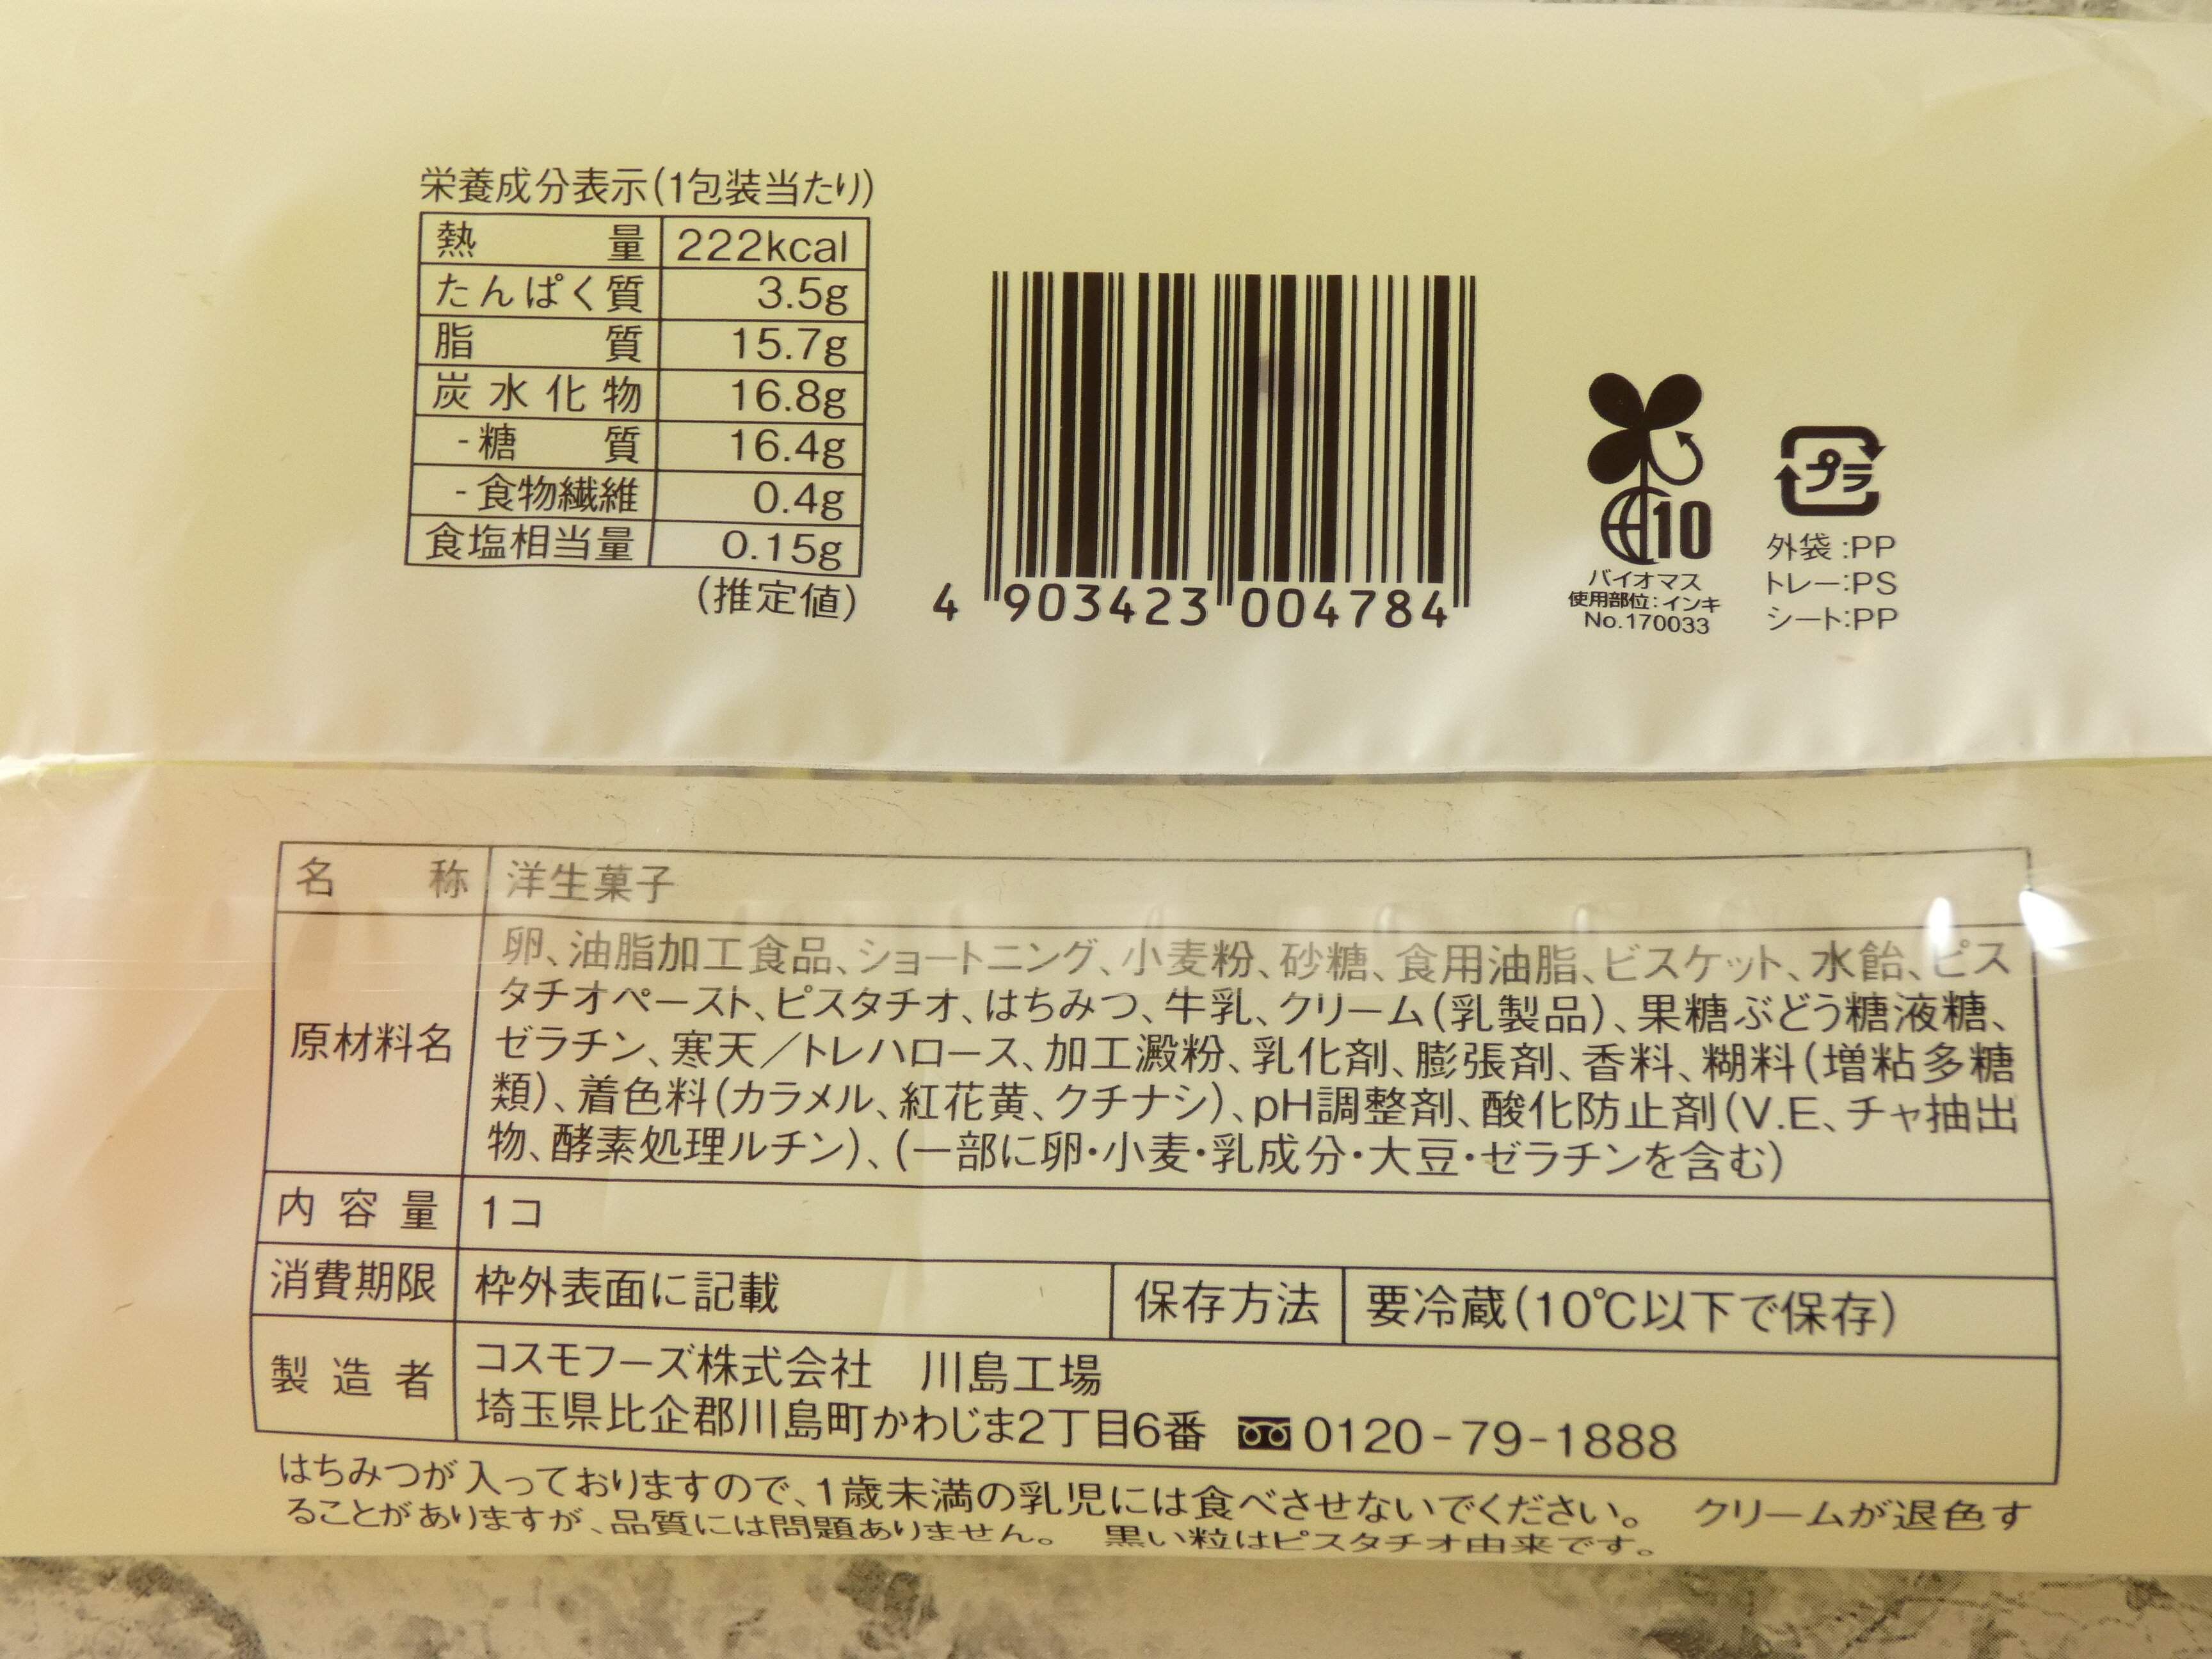 栄養成分表示(1包装当たり)
熱量 222kcal
たんぱく質 3.5g
脂質 15.7g
炭水化物 16.8g
-糖質 16.4g
-食物繊維 0.4g
食塩相当量 0.15g
(推定値)
4 903423 004784
10
バイオマス
使用部位:インキ
No.170033
プラ
外袋:PP
トレー:PS
シート:PP
名称 洋生菓子
原材料名
卵、油脂加工食品、ショートニング、小麦粉、砂糖、食用油脂、ビスケット、水飴、ピス
タチオペースト、ピスタチオ、はちみつ、牛乳、クリーム(乳製品)、果糖ぶどう糖液糖、
ゼラチン、寒天/トレハロース、加工澱粉、乳化剤、膨張剤、香料、糊料(増粘多糖
類)、着色料(カラメル、紅花黄、クチナシ)、pH調整剤、酸化防止剤(V.E、チャ抽出
物、酵素処理ルチン)、(一部に卵・小麦・乳成分・大豆・ゼラチンを含む)
内容量 1コ
消費期限 枠外表面に記載 保存方法 要冷蔵(10℃以下で保存)
製造者 コスモフーズ株式会社 川島工場
埼玉県比企郡川島町かわじま2丁目6番 0120-79-1888
はちみつが入っておりますので、1歳未満の乳児には食べさせないでください。 クリームが退色す
ることがありますが、品質には問題ありません。 黒い粒はピスタチオ由来です。